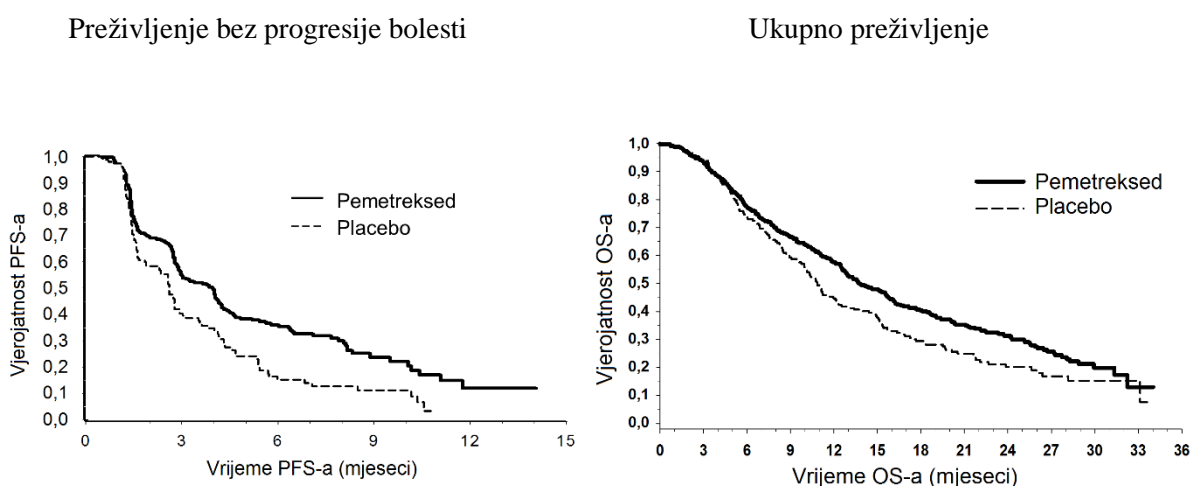 Preživljenje bez progresije bolesti
Ukupno preživljenje
Vjerojatnost PFS-a
1,0
0,9
0,8
0,7
0,6
0,5
0,4
0,3
0,2
0,1
0,0
Pemetreksed
Placebo
0 3 6 9 12 15
Vrijeme PFS-a (mjeseci)
Vjerojatnost OS-a
1,0
0,9
0,8
0,7
0,6
0,5
0,4
0,3
0,2
0,1
0,0
Pemetreksed
Placebo
0 3 6 9 12 15 18 21 24 27 30 33 36
Vrijeme OS-a (mjeseci)